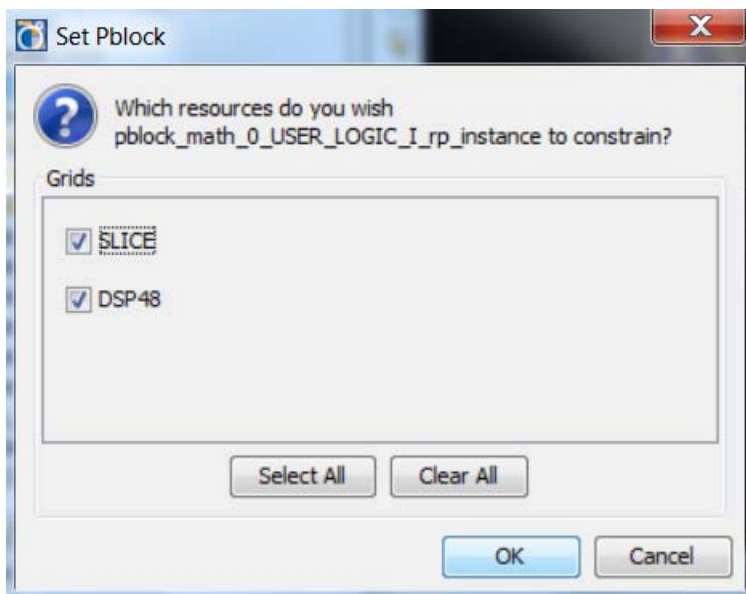 Set Pblock
Which resources do you wish
pblock_math_0_USER_LOGIC_I_rp_instance to constrain?
Grids
SLICE
DSP48
Select All Clear All
OK Cancel